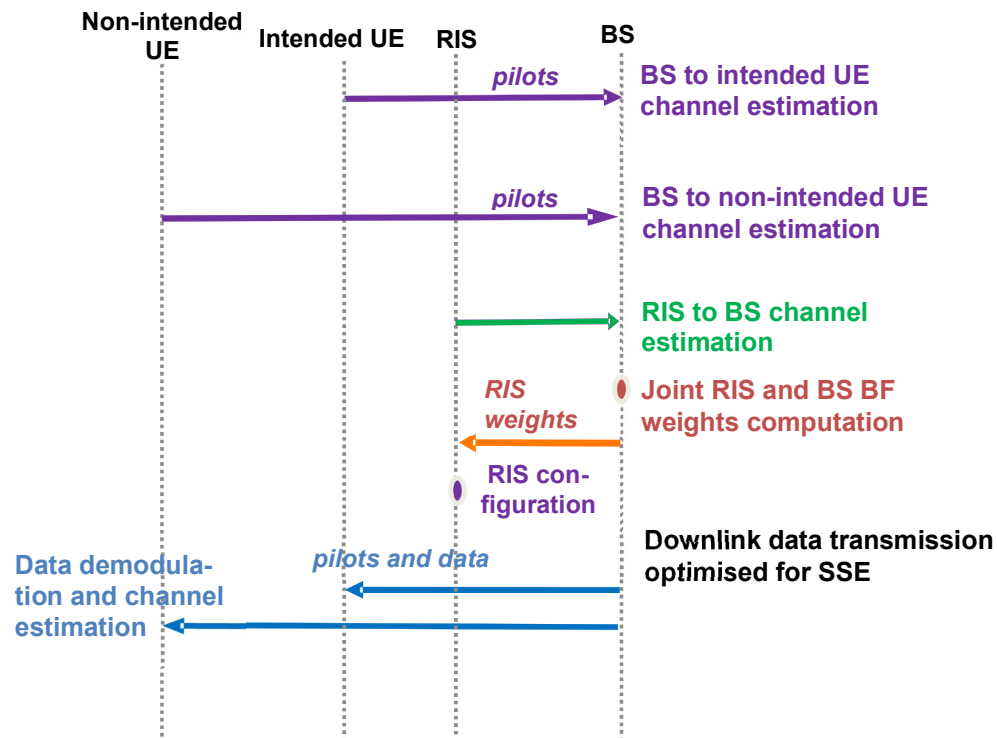 Non-intended
UE
Intended UE
RIS
BS
pilots
BS to intended UE
channel estimation
pilots
BS to non-intended UE
channel estimation
RIS to BS channel
estimation
RIS
weights
Joint RIS and BS BF
weights computation
RIS con-
figuration
Downlink data transmission
optimised for SSE
pilots and data
Data demodula-
tion and channel
estimation